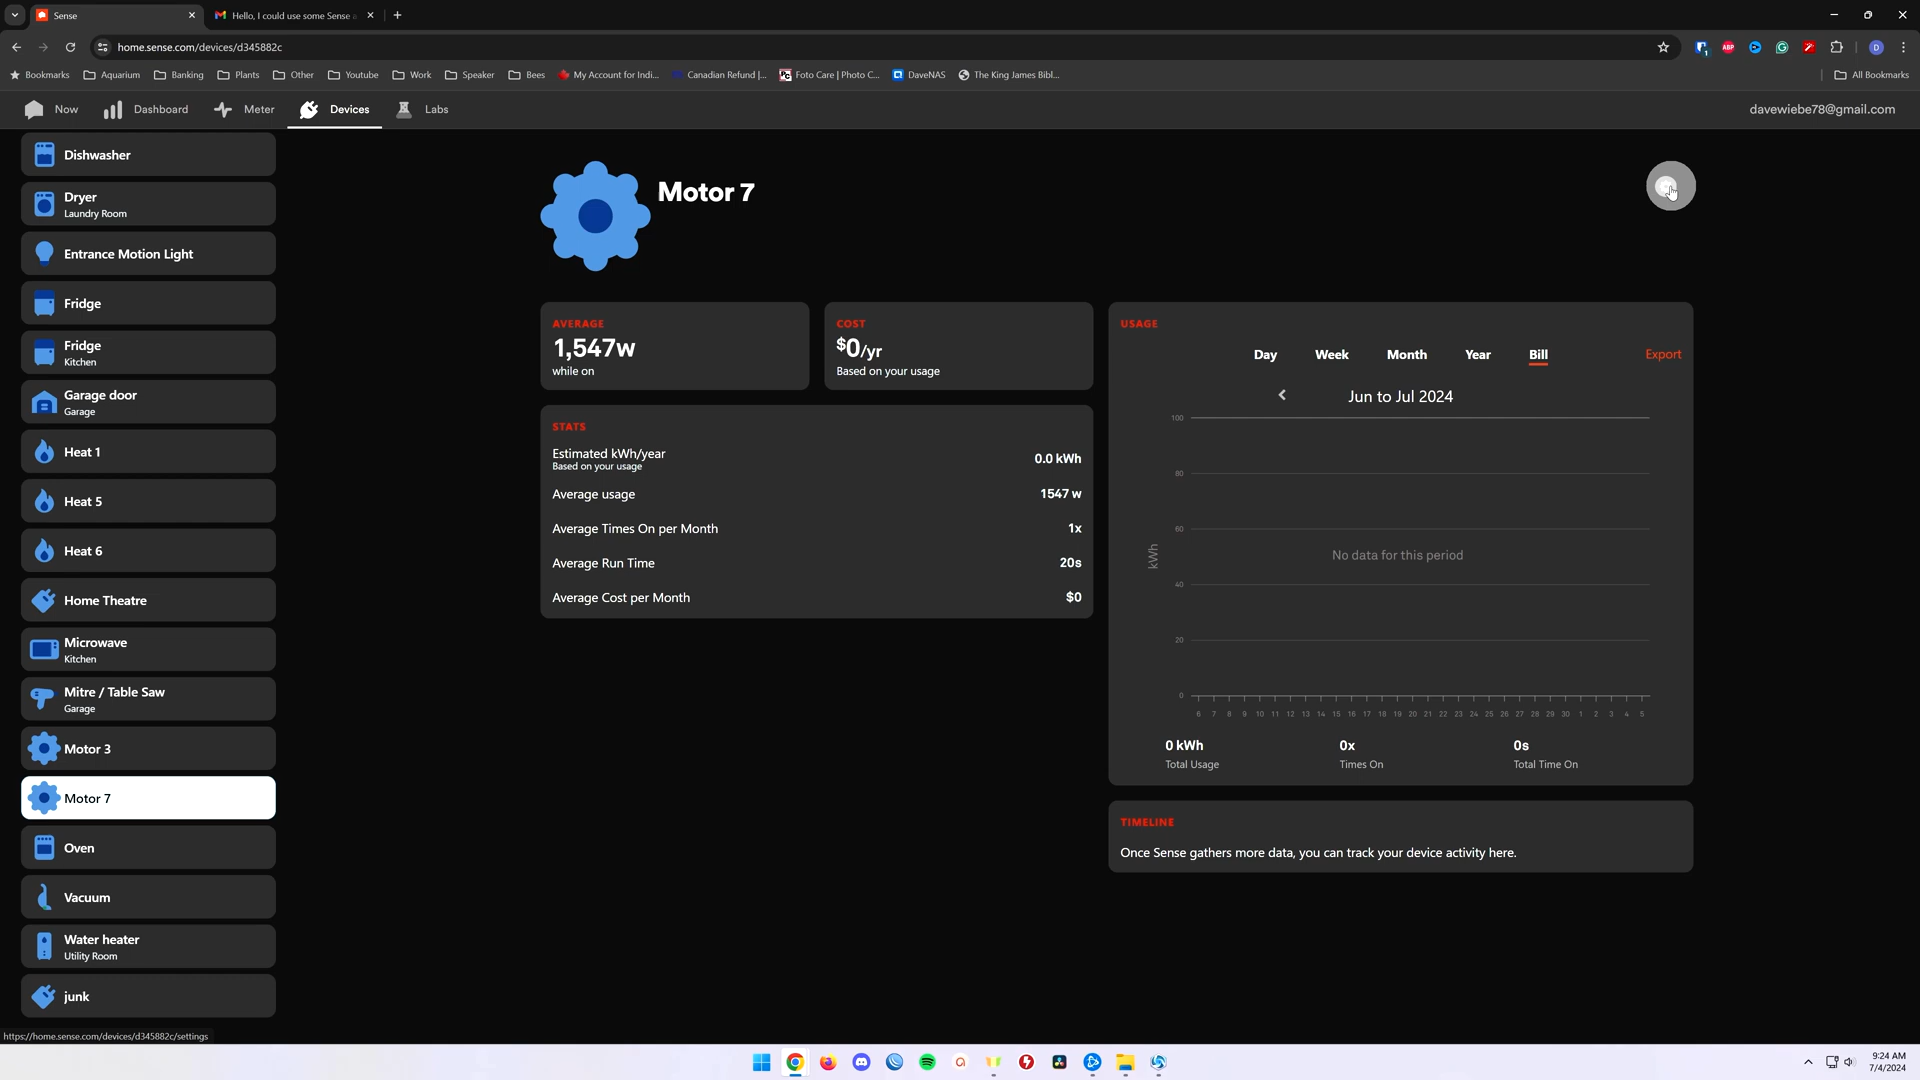 Sense
Hello, I could use some Sense a
home.sense.com/devices/d345882c
Bookmarks
Aquarium
Banking
Plants
Other
Youtube
Work
Speaker
Bees
My Account for Indi...
Canadian Refund |...
Foto Care | Photo C...
DaveNAS
The King James Bibl...
All Bookmarks
Now
Dashboard
Meter
Devices
Labs
davewiebe78@gmail.com
Dishwasher
Dryer
Laundry Room
Entrance Motion Light
Fridge
Fridge
Kitchen
Garage door
Garage
Heat 1
Heat 5
Heat 6
Home Theatre
Microwave
Kitchen
Mitre / Table Saw
Garage
Motor 3
Motor 7
Oven
Vacuum
Water heater
Utility Room
junk
Motor 7
AVERAGE
1,547w
while on
COST
$0/yr
Based on your usage
STATS
Estimated kWh/year
Based on your usage
0.0 kWh
Average usage
1547 w
Average Times On per Month
1x
Average Run Time
20s
Average Cost per Month
$0
USAGE
Day
Week
Month
Year
Bill
Export
Jun to Jul 2024
100
80
60
40
20
0
kWh
No data for this period
6 7 8 9 10 11 12 13 14 15 16 17 18 19 20 21 22 23 24 25 26 27 28 29 30 1 2 3 4 5
0 kWh
Total Usage
0x
Times On
0s
Total Time On
TIMELINE
Once Sense gathers more data, you can track your device activity here.
https://home.sense.com/devices/d345882c/settings
9:24 AM
7/4/2024